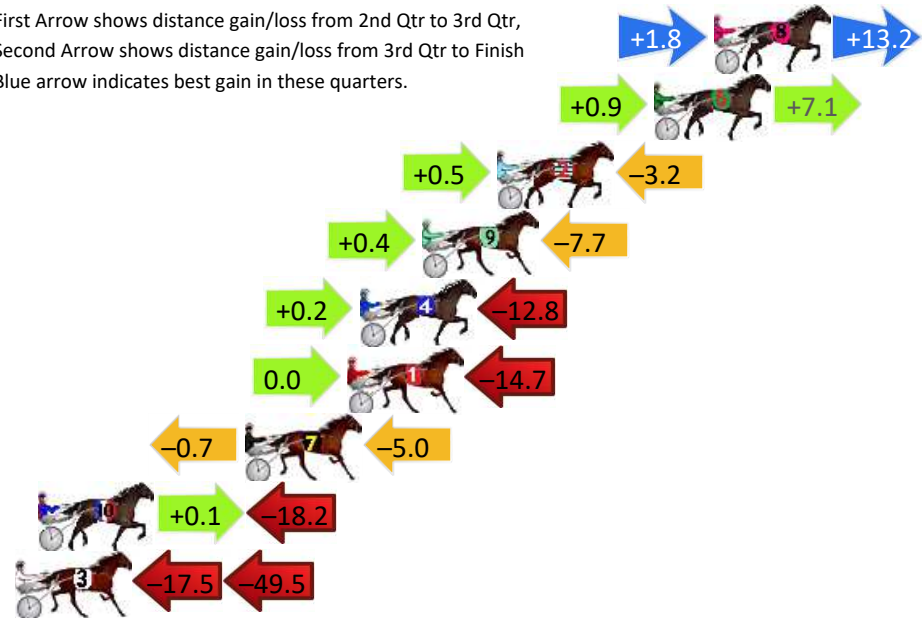 First Arrow shows distance gain/loss from 2nd Qtr to 3rd Qtr,
Second Arrow shows distance gain/loss from 3rd Qtr to Finish
Blue arrow indicates best gain in these quarters.
+1.8 8 +13.2
+0.9 +7.1
+0.5 2 –3.2
+0.4 9 –7.7
+0.2 4 –12.8
0.0 1 –14.7
–0.7 7 –5.0
+0.1 –18.2
3 –17.5 –49.5